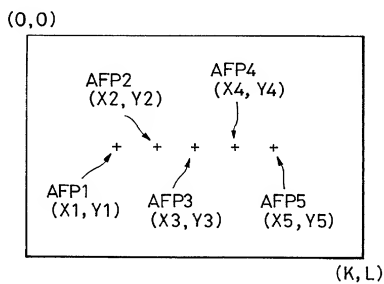 (0,0)
AFP2
(X2,Y2)
AFP4
(X4,Y4)
+ + + + +
AFP1
(X1,Y1)
AFP3
(X3,Y3)
AFP5
(X5,Y5)
(K,L)